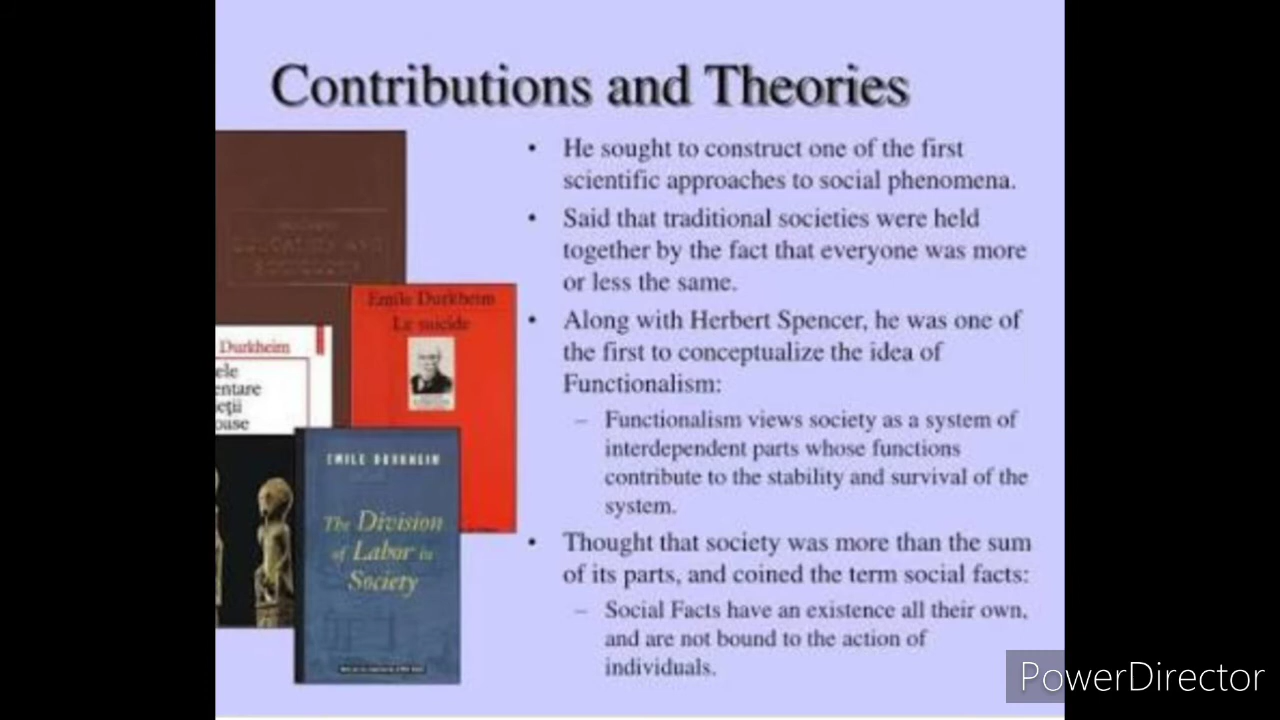 Contributions and Theories
• He sought to construct one of the first
scientific approaches to social phenomena.
• Said that traditional societies were held
together by the fact that everyone was more
or less the same.
• Along with Herbert Spencer, he was one of
the first to conceptualize the idea of
Functionalism:
– Functionalism views society as a system of
interdependent parts whose functions
contribute to the stability and survival of the
system.
• Thought that society was more than the sum
of its parts, and coined the term social facts:
– Social Facts have an existence all their own,
and are not bound to the action of
individuals.
Emile Durkheim
Le suicide
Durkheim
ele
entare
eții
oase
EMILE DURKHEIM
The Division
of Labor in
Society
PowerDirector